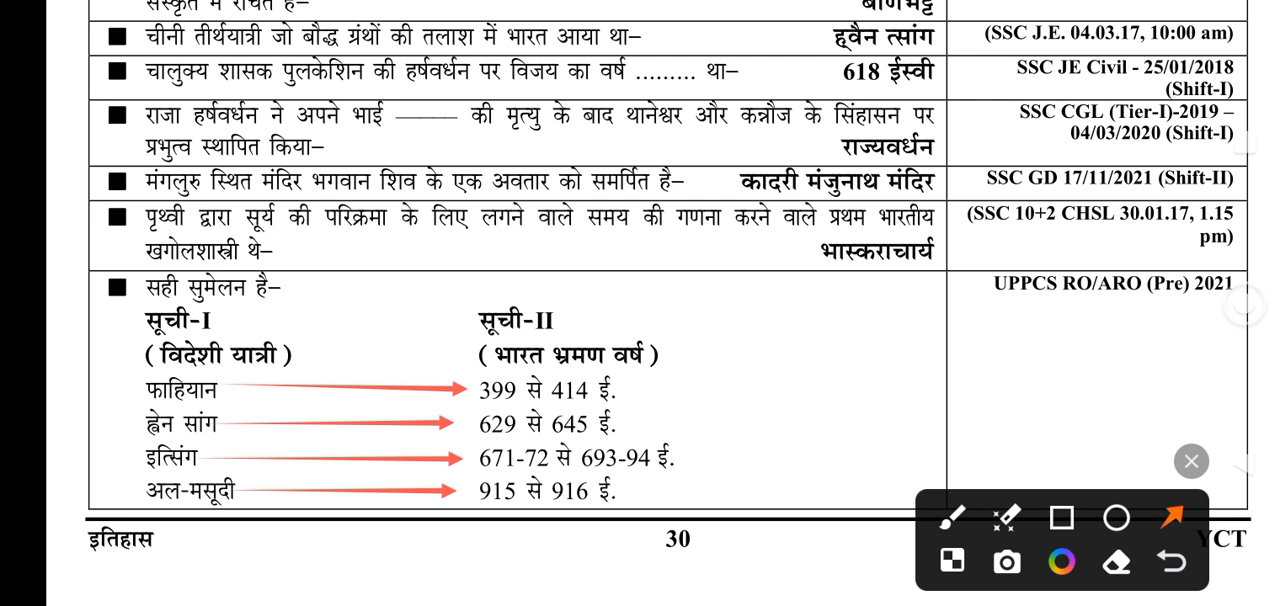 संस्कृत में रचित है– बाणभट्ट
■ चीनी तीर्थयात्री जो बौद्ध ग्रंथों की तलाश में भारत आया था– ह्वैन त्सांग (SSC J.E. 04.03.17, 10:00 am)
■ चालुक्य शासक पुलकेशिन की हर्षवर्धन पर विजय का वर्ष ......... था– 618 ईस्वी SSC JE Civil - 25/01/2018
(Shift-I)
■ राजा हर्षवर्धन ने अपने भाई ——— की मृत्यु के बाद थानेश्वर और कन्नौज के सिंहासन पर SSC CGL (Tier-I)-2019 –
प्रभुत्व स्थापित किया– राज्यवर्धन 04/03/2020 (Shift-I)
■ मंगलुरु स्थित मंदिर भगवान शिव के एक अवतार को समर्पित है– कादरी मंजुनाथ मंदिर SSC GD 17/11/2021 (Shift-II)
■ पृथ्वी द्वारा सूर्य की परिक्रमा के लिए लगने वाले समय की गणना करने वाले प्रथम भारतीय (SSC 10+2 CHSL 30.01.17, 1.15
खगोलशास्त्री थे– भास्कराचार्य pm)
■ सही सुमेलन है– UPPCS RO/ARO (Pre) 2021
सूची-I सूची-II
(विदेशी यात्री) (भारत भ्रमण वर्ष)
फाहियान 399 से 414 ई.
ह्वेन सांग 629 से 645 ई.
इत्सिंग 671-72 से 693-94 ई.
अल-मसूदी 915 से 916 ई.
इतिहास 30 YCT